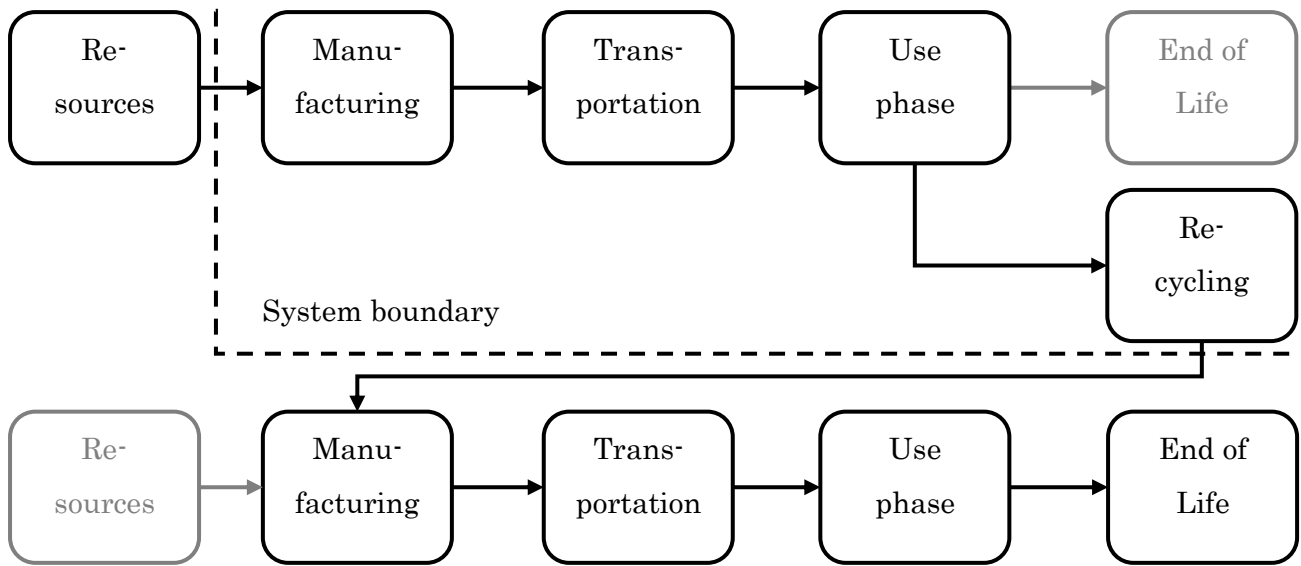 Re-
sources
Manu-
facturing
Trans-
portation
Use
phase
End of
Life
Re-
cycling
System boundary
Re-
sources
Manu-
facturing
Trans-
portation
Use
phase
End of
Life